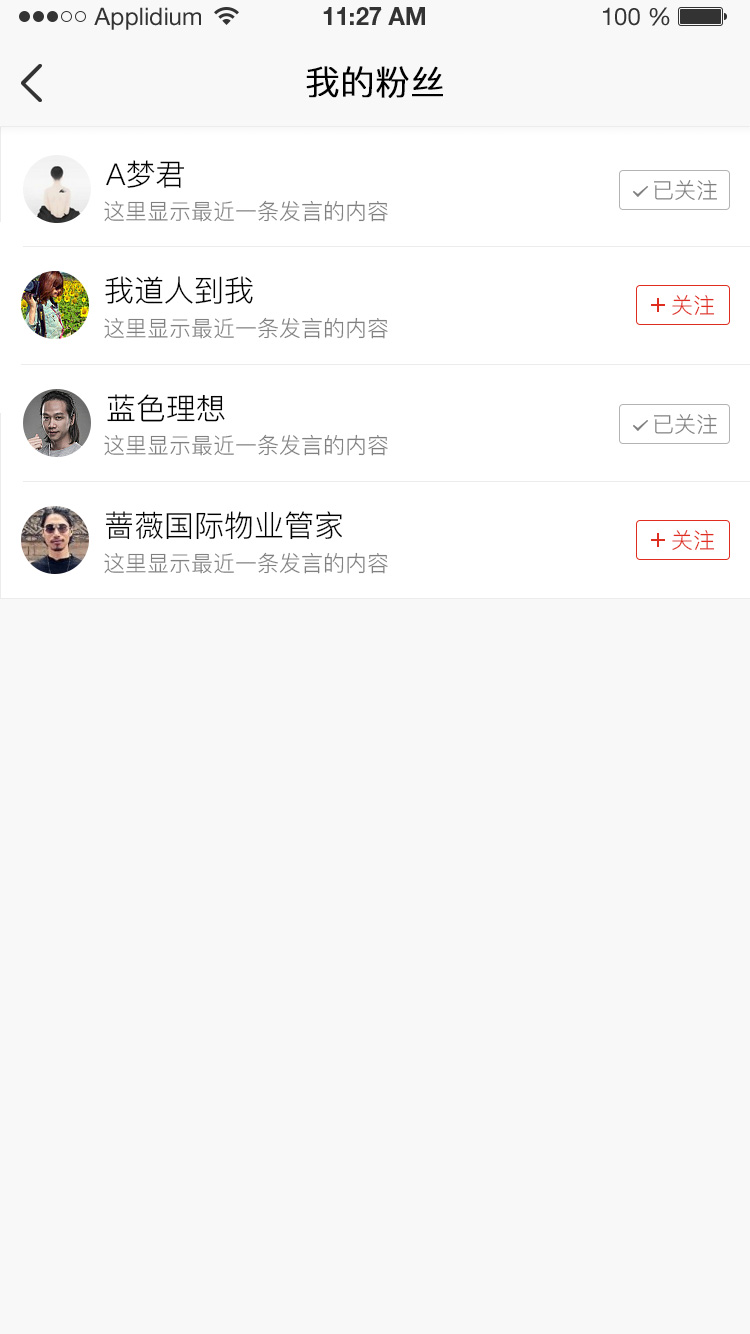 Applidium 11:27 AM 100 %
我的粉丝
A梦君
这里显示最近一条发言的内容
已关注
我道人到我
这里显示最近一条发言的内容
+ 关注
蓝色理想
这里显示最近一条发言的内容
已关注
蔷薇国际物业管家
这里显示最近一条发言的内容
+ 关注